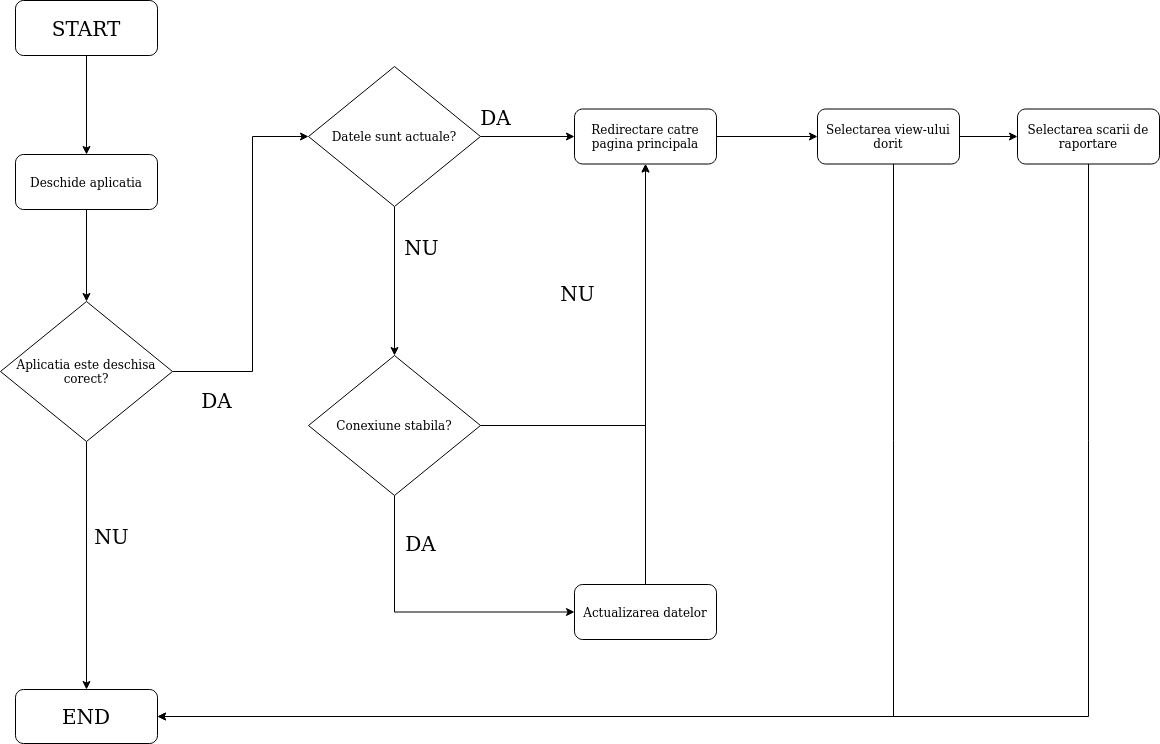 START
Deschide aplicatia
Aplicatia este deschisa
corect?
DA
NU
Datele sunt actuale?
DA
NU
Conexiune stabila?
NU
DA
Actualizarea datelor
Redirectare catre
pagina principala
Selectarea view-ului
dorit
Selectarea scarii de
raportare
END